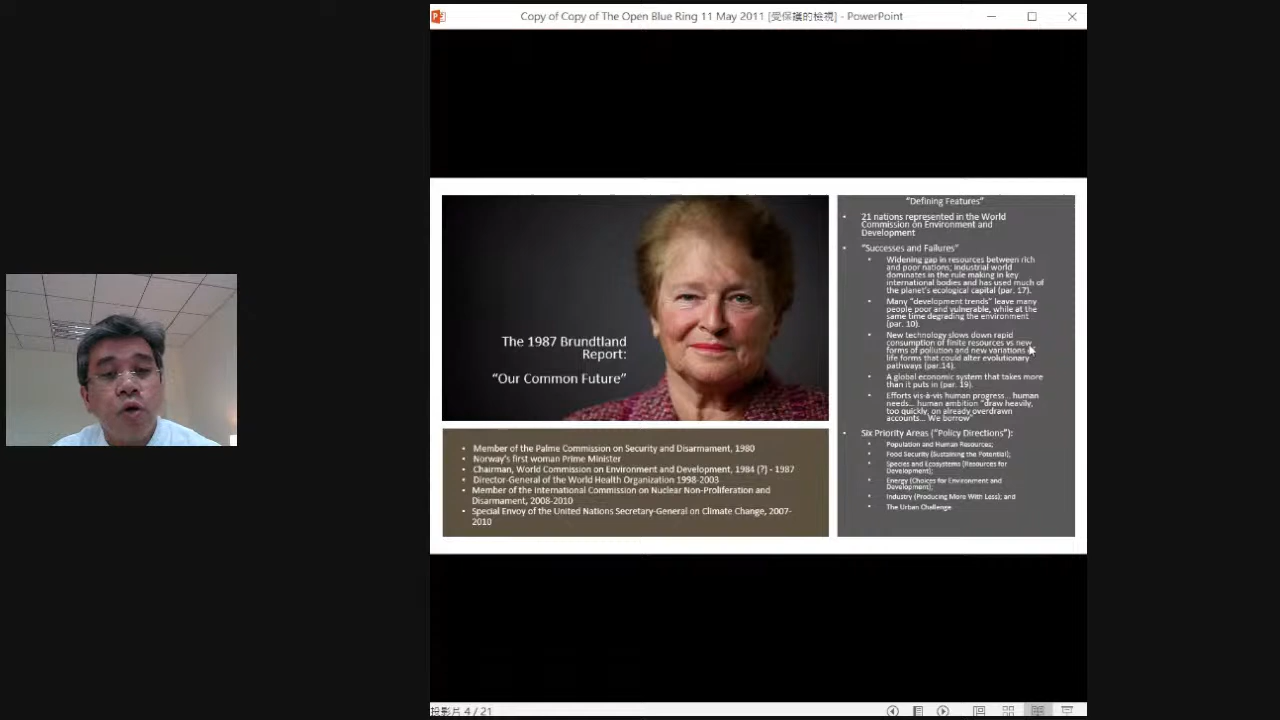 Copy of Copy of The Open Blue Ring 11 May 2011 [受保護的檢視] - PowerPoint
The 1987 Brundtland
Report:
“Our Common Future”
• Member of the Palme Commission on Security and Disarmament, 1980
• Norway's first woman Prime Minister
• Chairman, World Commission on Environment and Development, 1984 (?) - 1987
• Director-General of the World Health Organization 1998-2003
• Member of the International Commission on Nuclear Non-Proliferation and
Disarmament, 2008-2010
• Special Envoy of the United Nations Secretary-General on Climate Change, 2007-
2010
“Defining Features”
• 21 nations represented in the World
Commission on Environment and
Development
• “Successes and Failures”
• Widening gap in resources between rich
and poor nations; industrial world
dominates in the rule making in key
international bodies and has used much of
the planet's ecological capital (par. 17).
• Many “development trends” leave many
people poor and vulnerable, while at the
same time degrading the environment
(par. 10).
• New technology slows down rapid
consumption of finite resources vs new
forms of pollution and new variations of
life forms that could alter evolutionary
pathways (par.14).
• A global economic system that takes more
than it puts in (par. 19).
• Efforts vis-à-vis human progress .. human
needs... human ambition “draw heavily,
too quickly, on already overdrawn
accounts... We borrow”
• Six Priority Areas (“Policy Directions”):
• Population and Human Resources;
• Food Security (Sustaining the Potential);
• Species and Ecosystems (Resources for
Development);
• Energy (Choices for Environment and
Development);
• Industry (Producing More With Less); and
• The Urban Challenge.
投影片 4 / 21